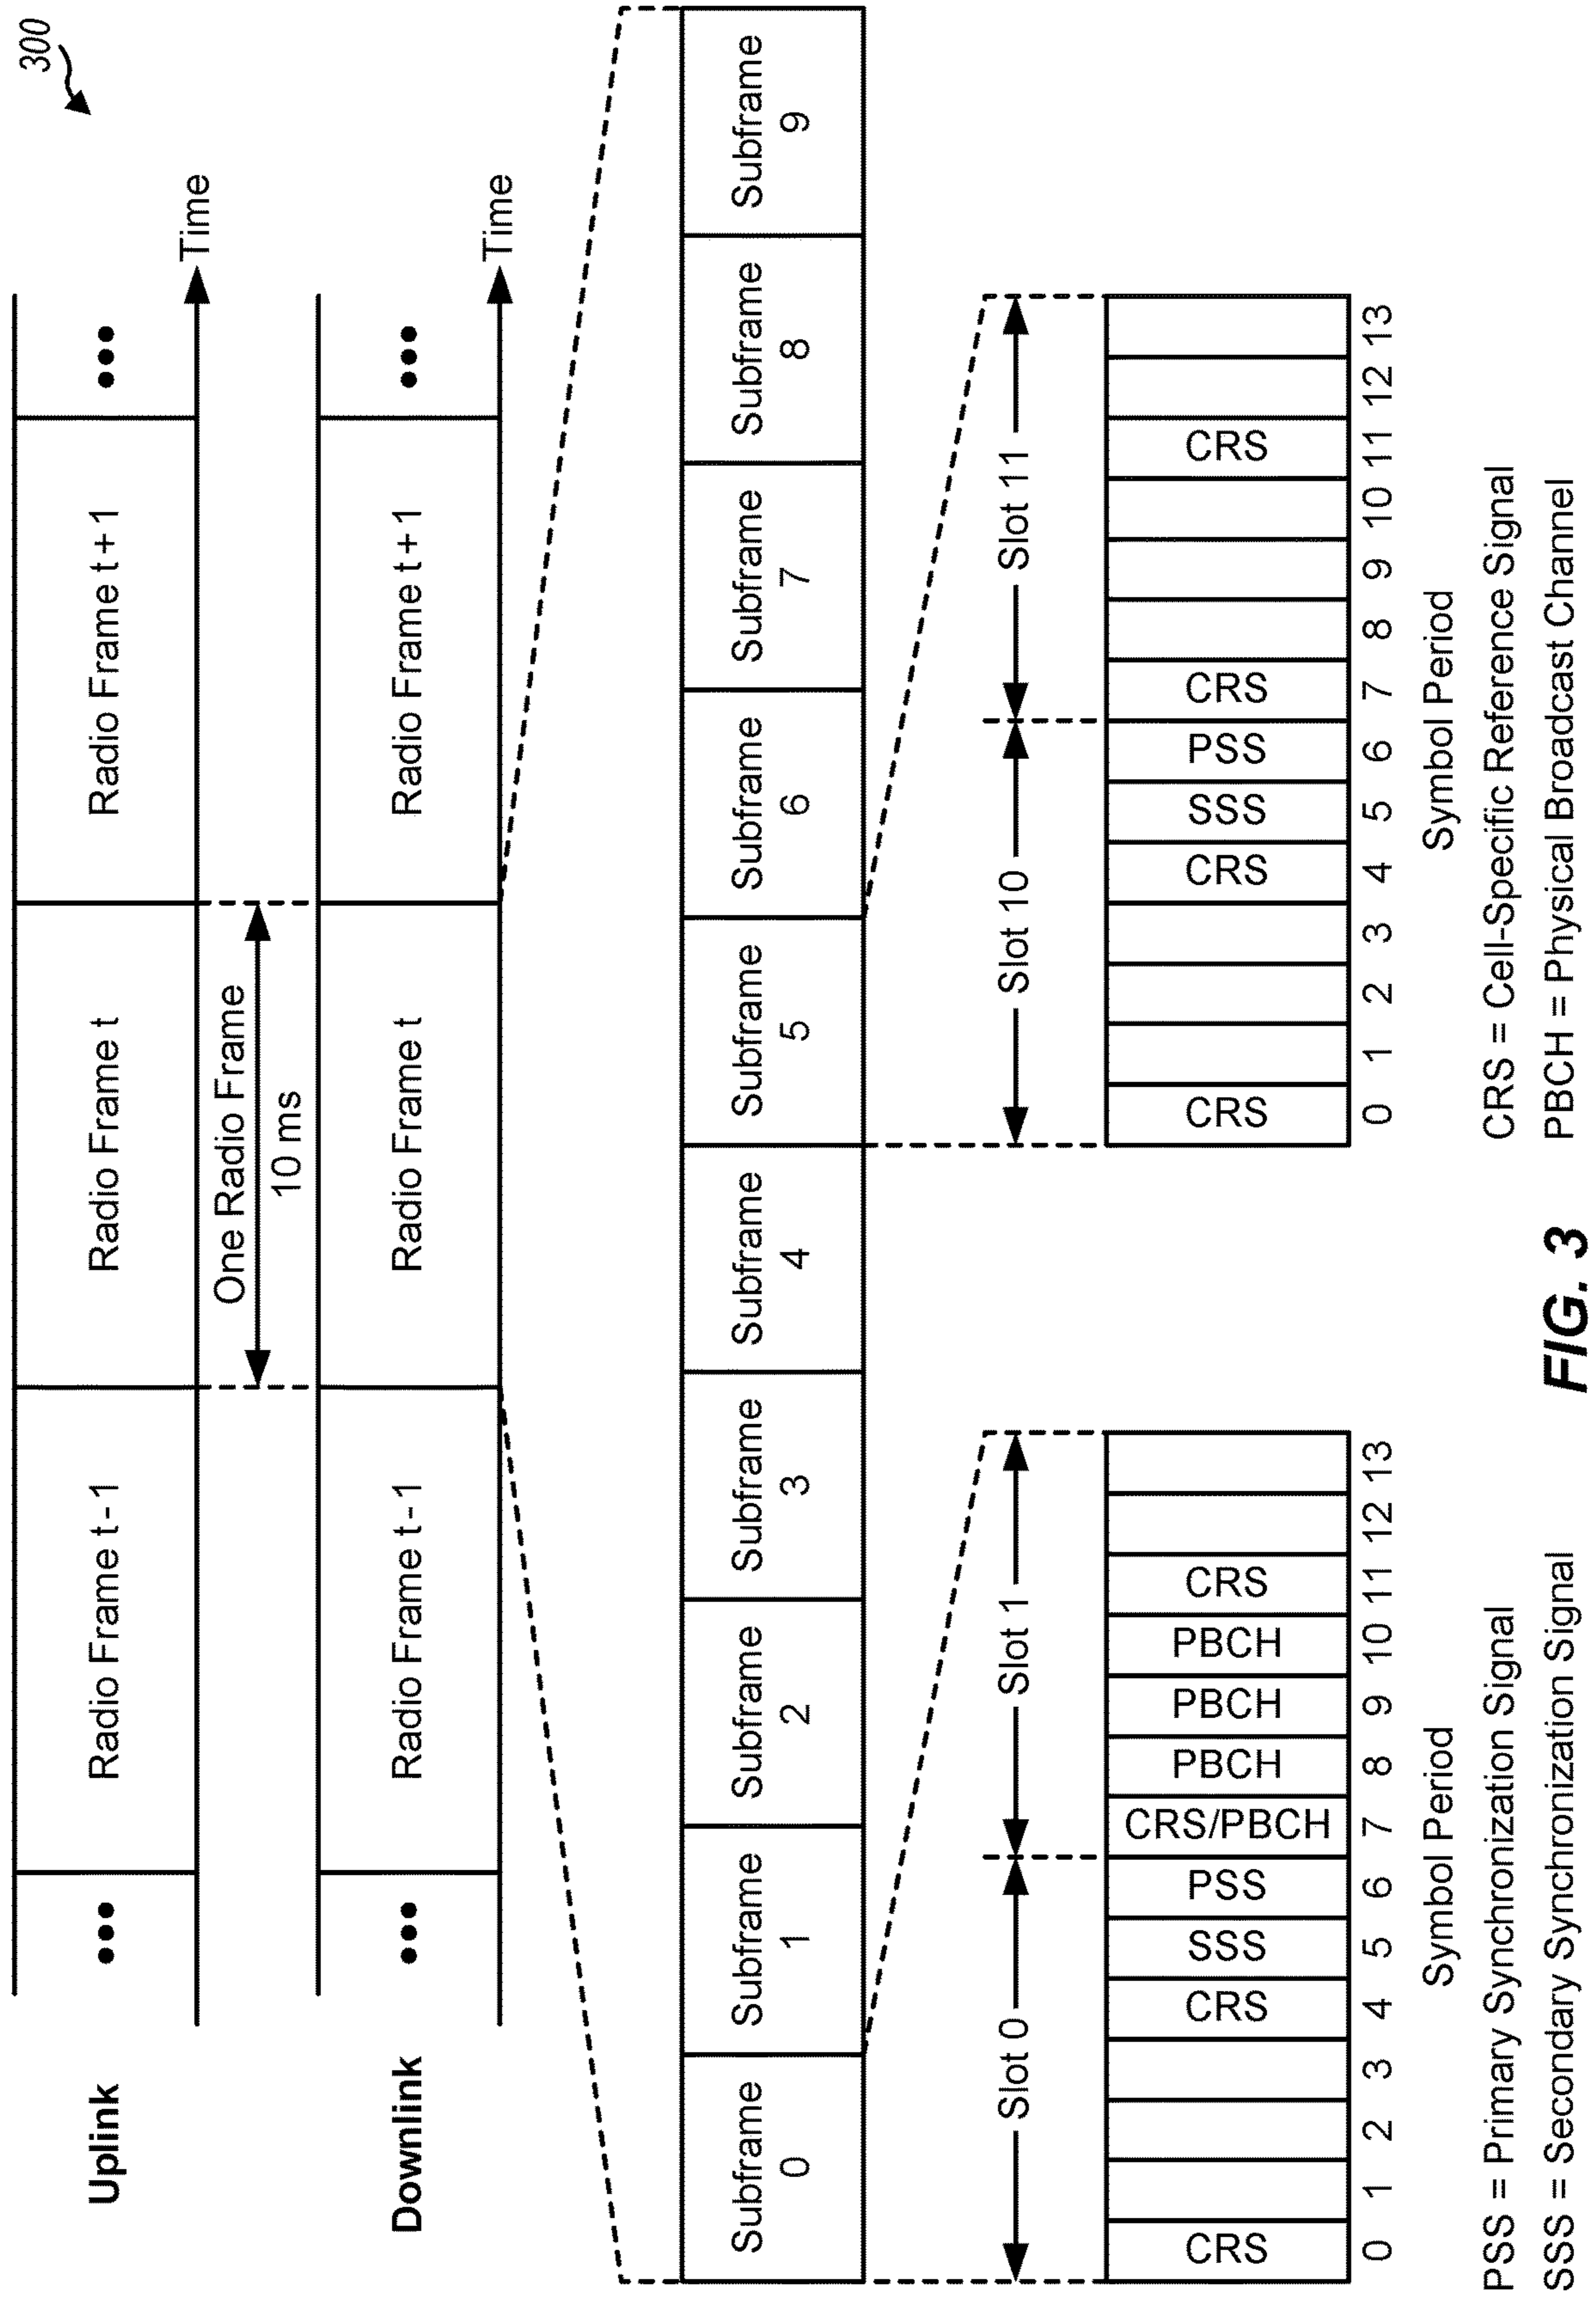 300
Uplink
••• Radio Frame t-1 Radio Frame t Radio Frame t+1 •••
Time
One Radio Frame
10 ms
Downlink
••• Radio Frame t-1 Radio Frame t Radio Frame t+1 •••
Time
Subframe 0
Subframe 1
Subframe 2
Subframe 3
Subframe 4
Subframe 5
Subframe 6
Subframe 7
Subframe 8
Subframe 9
Slot 0 Slot 1
CRS CRS SSS PSS CRS/PBCH PBCH PBCH PBCH CRS
0 1 2 3 4 5 6 7 8 9 10 11 12 13
Symbol Period
Slot 10 Slot 11
CRS CRS SSS PSS CRS CRS
0 1 2 3 4 5 6 7 8 9 10 11 12 13
Symbol Period
PSS = Primary Synchronization Signal
SSS = Secondary Synchronization Signal
CRS = Cell-Specific Reference Signal
PBCH = Physical Broadcast Channel
FIG. 3